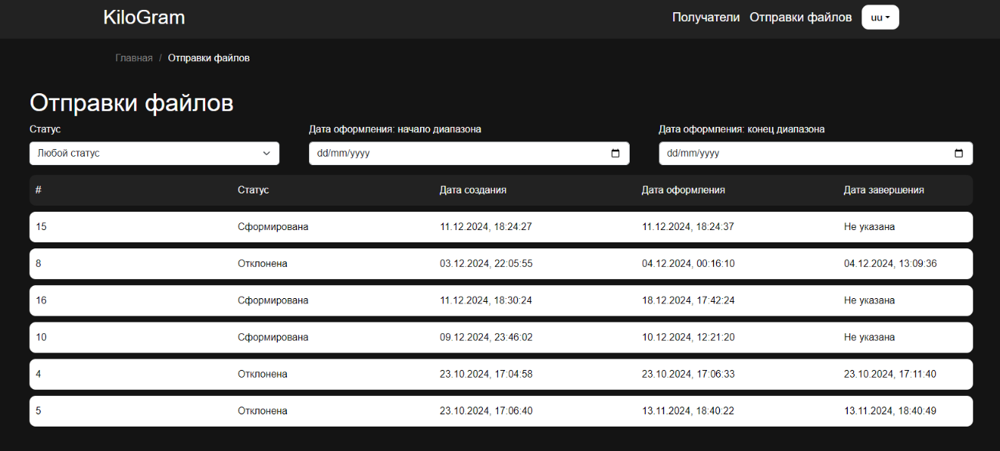 KiloGram Получатели Отправки файлов uu
Главная / Отправки файлов
Отправки файлов
Статус Дата оформления: начало диапазона Дата оформления: конец диапазона
Любой статус dd/mm/yyyy dd/mm/yyyy
# Статус Дата создания Дата оформления Дата завершения
15 Сформирована 11.12.2024, 18:24:27 11.12.2024, 18:24:37 Не указана
8 Отклонена 03.12.2024, 22:05:55 04.12.2024, 00:16:10 04.12.2024, 13:09:36
16 Сформирована 11.12.2024, 18:30:24 18.12.2024, 17:42:24 Не указана
10 Сформирована 09.12.2024, 23:46:02 10.12.2024, 12:21:20 Не указана
4 Отклонена 23.10.2024, 17:04:58 23.10.2024, 17:06:33 23.10.2024, 17:11:40
5 Отклонена 23.10.2024, 17:06:40 13.11.2024, 18:40:22 13.11.2024, 18:40:49